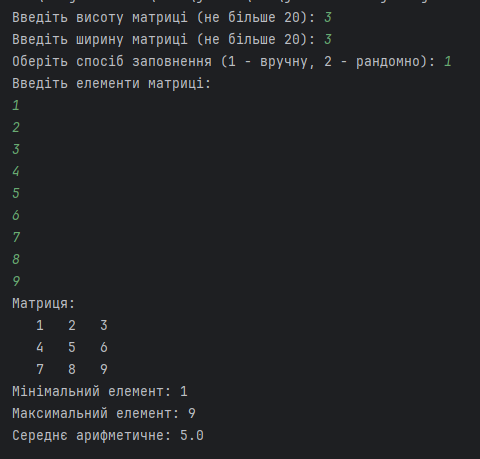 Введіть висоту матриці (не більше 20): 3
Введіть ширину матриці (не більше 20): 3
Оберіть спосіб заповнення (1 - вручну, 2 - рандомно): 1
Введіть елементи матриці:
1
2
3
4
5
6
7
8
9
Матриця:
1 2 3
4 5 6
7 8 9
Мінімальний елемент: 1
Максимальний елемент: 9
Середнє арифметичне: 5.0